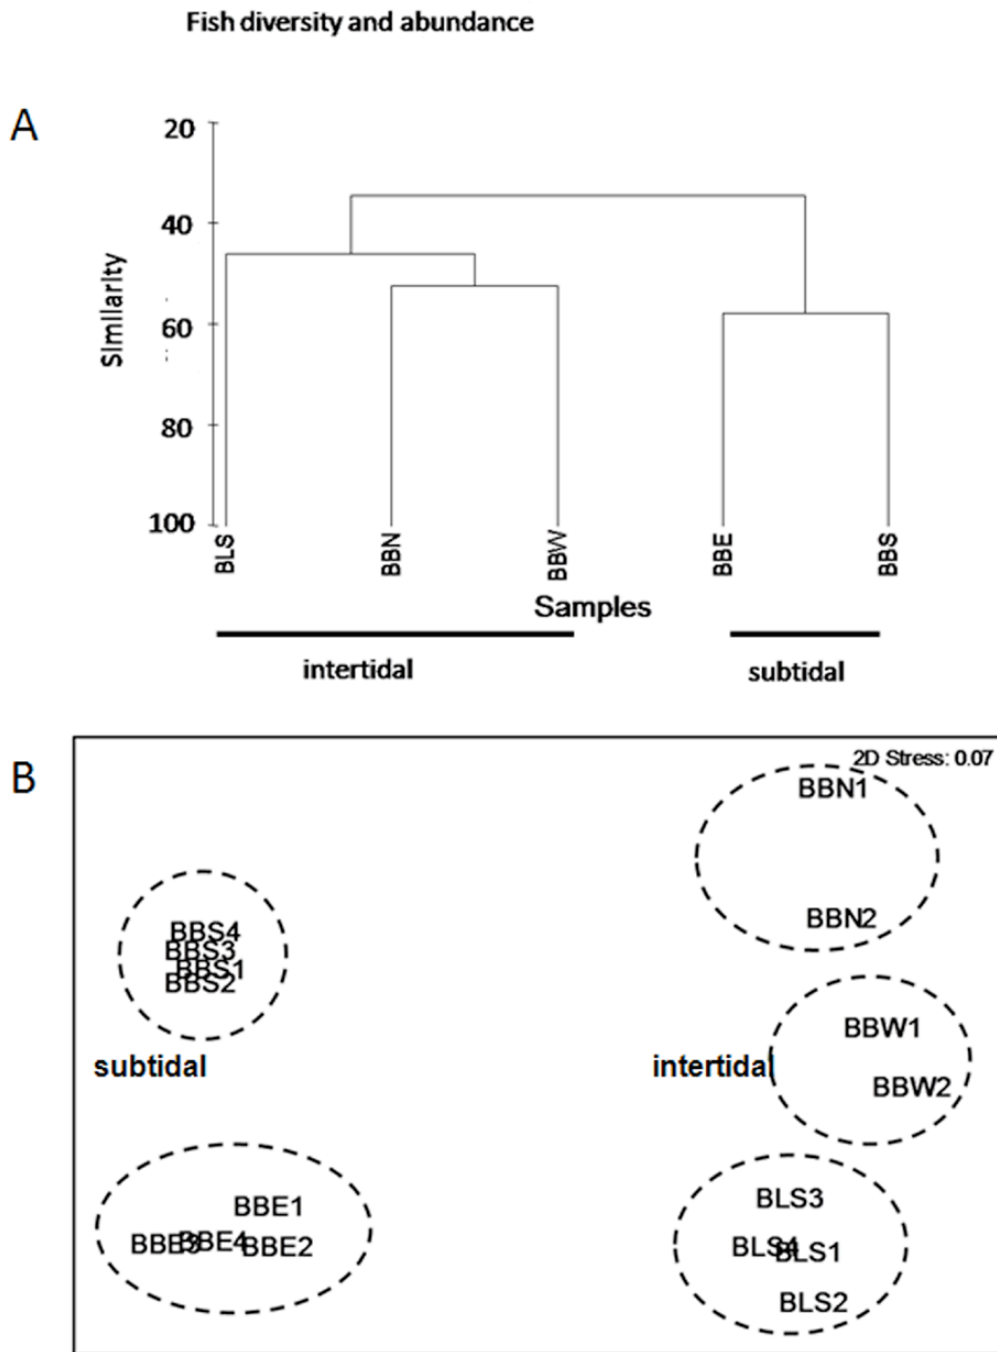 Fish diversity and abundance
A
20
40
60
80
100
Similarity
BLS
BBN
BBW
BBE
BBS
Samples
intertidal
subtidal
B
2D Stress: 0.07
BBN1
BBN2
BBS4
BBS3
BBS1
BBS2
BBW1
subtidal
intertidal
BBW2
BLS3
BBE1
BBE3
BBE4
BBE2
BLS4
BLS1
BLS2